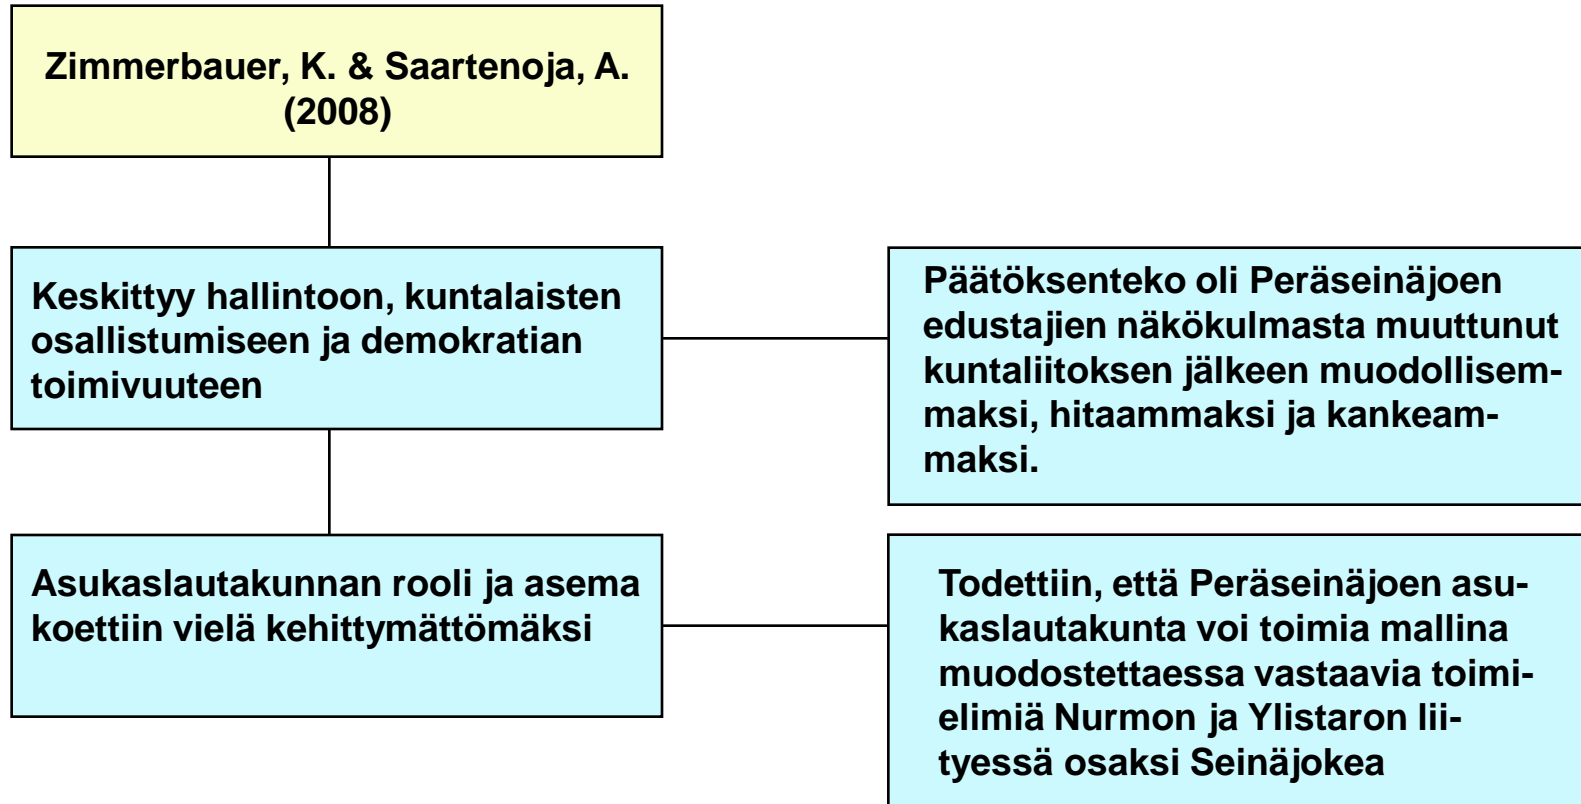 Zimmerbauer, K. & Saartenoja, A.
(2008)
Keskittyy hallintoon, kuntalaisten
osallistumiseen ja demokratian
toimivuuteen
Päätöksenteko oli Peräseinäjoen
edustajien näkökulmasta muuttunut
kuntaliitoksen jälkeen muodollisem-
maksi, hitaammaksi ja kankeam-
maksi.
Asukaslautakunnan rooli ja asema
koettiin vielä kehittymättömäksi
Todettiin, että Peräseinäjoen asu-
kaslautakunta voi toimia mallina
muodostettaessa vastaavia toimi-
elimiä Nurmon ja Ylistaron lii-
tyessä osaksi Seinäjokea